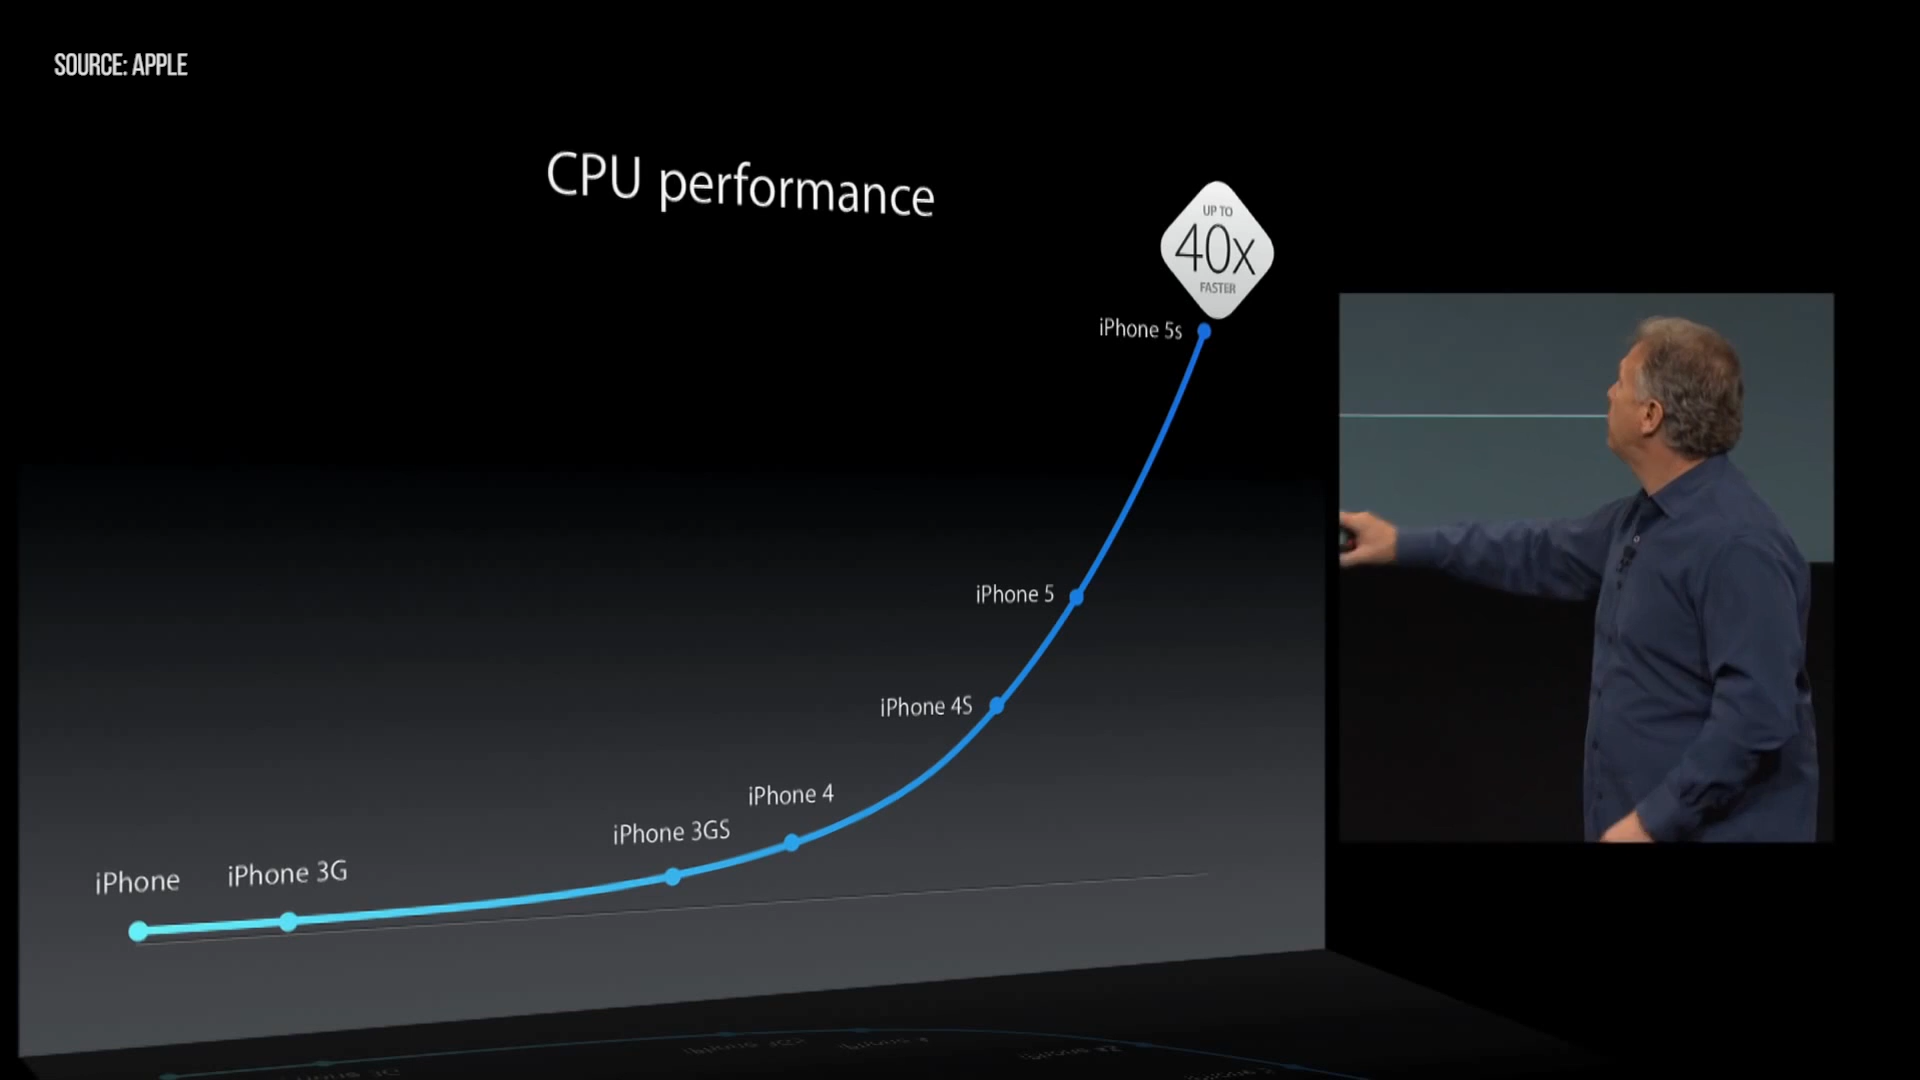 SOURCE: APPLE
CPU performance
UP TO
40x
FASTER
iPhone 5s
iPhone 5
iPhone 4S
iPhone 4
iPhone 3GS
iPhone 3G
iPhone